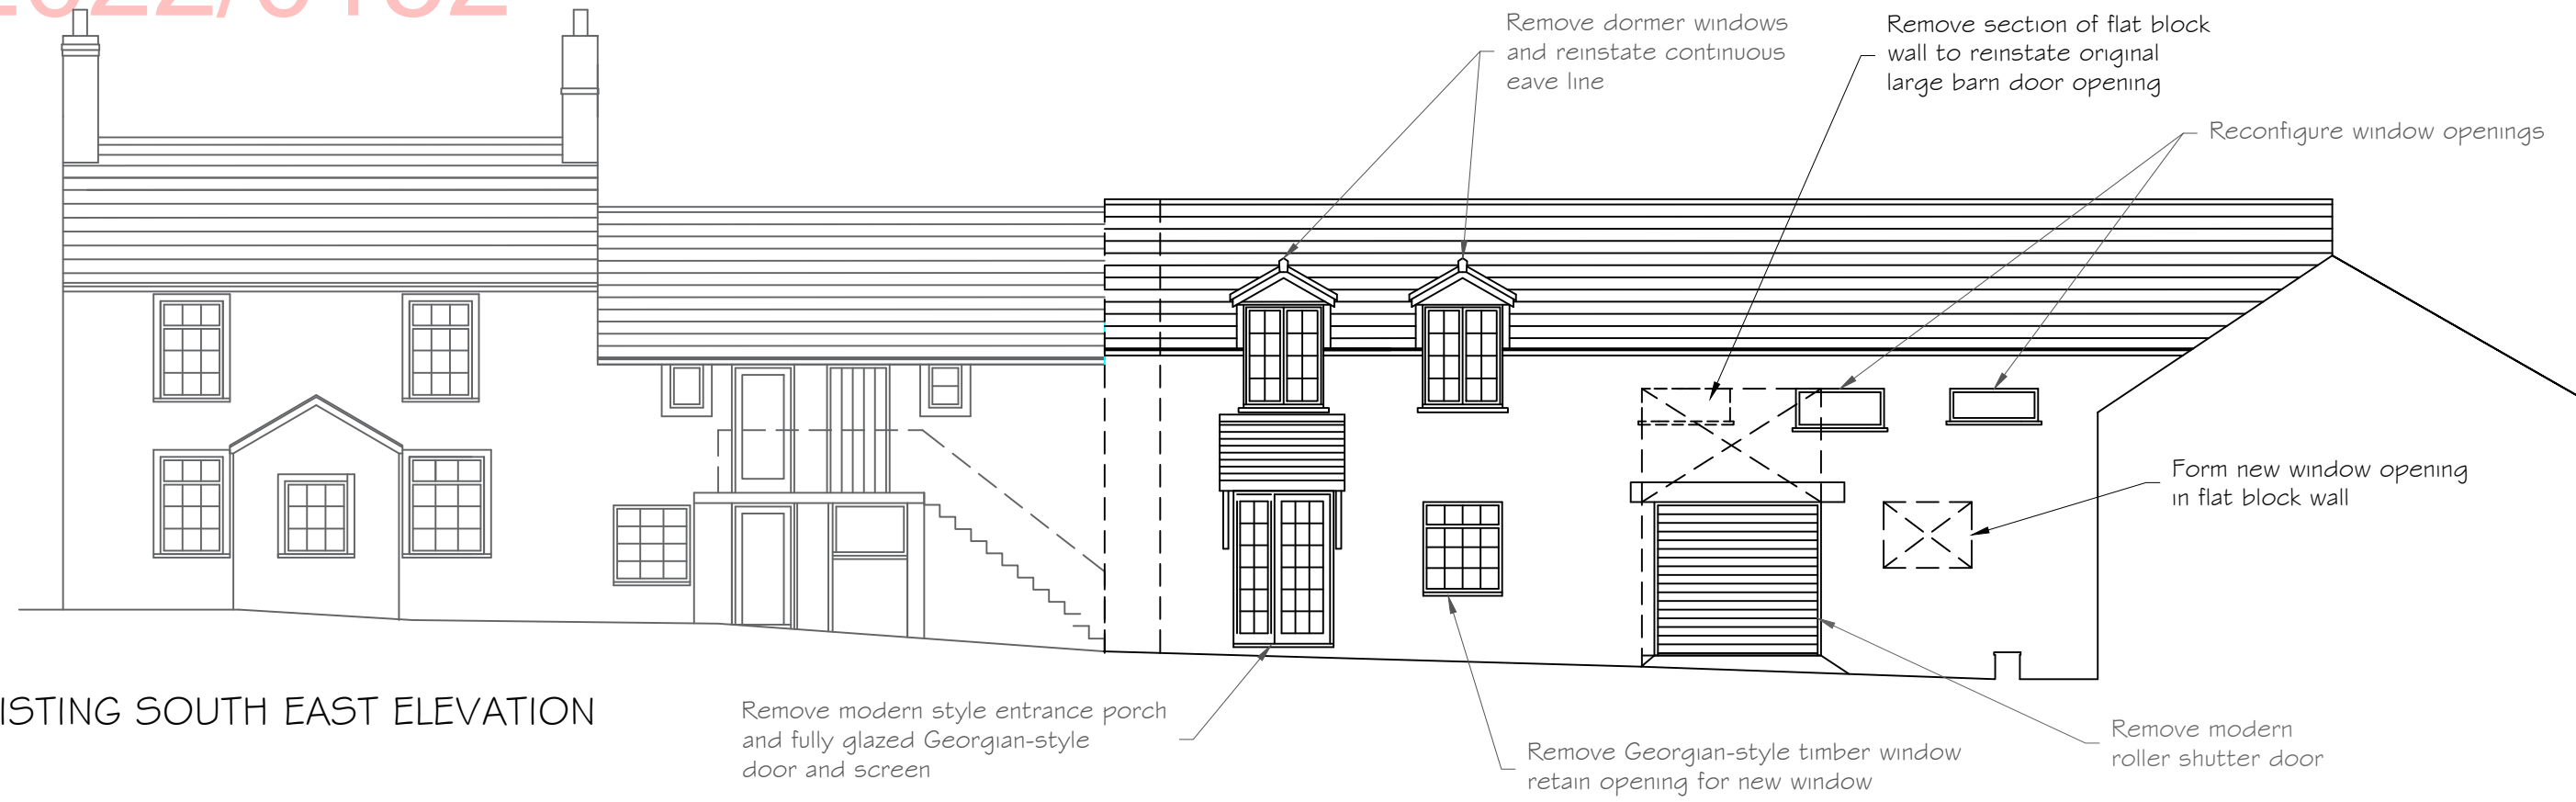 2022/0182
Remove dormer windows
and reinstate continuous
eave line
Remove section of flat block
wall to reinstate original
large barn door opening
Reconfigure window openings
Form new window opening
in flat block wall
ISTING SOUTH EAST ELEVATION
Remove modern style entrance porch
and fully glazed Georgian-style
door and screen
Remove Georgian-style timber window
retain opening for new window
Remove modern
roller shutter door